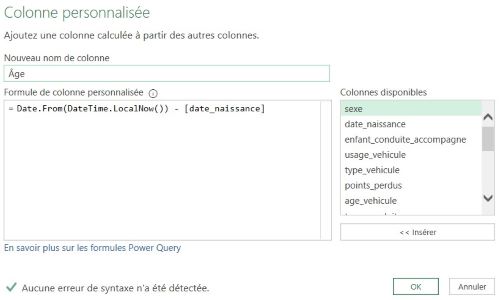 Colonne personnalisée
Ajoutez une colonne calculée à partir des autres colonnes.
Nouveau nom de colonne
Âge
Formule de colonne personnalisée
Colonnes disponibles
= Date.From(DateTime.LocalNow()) - [date_naissance]
sexe
date_naissance
enfant_conduite_accompagne
usage_vehicule
type_vehicule
points_perdus
age_vehicule
<< Insérer
En savoir plus sur les formules Power Query
Aucune erreur de syntaxe n'a été détectée.
OK
Annuler